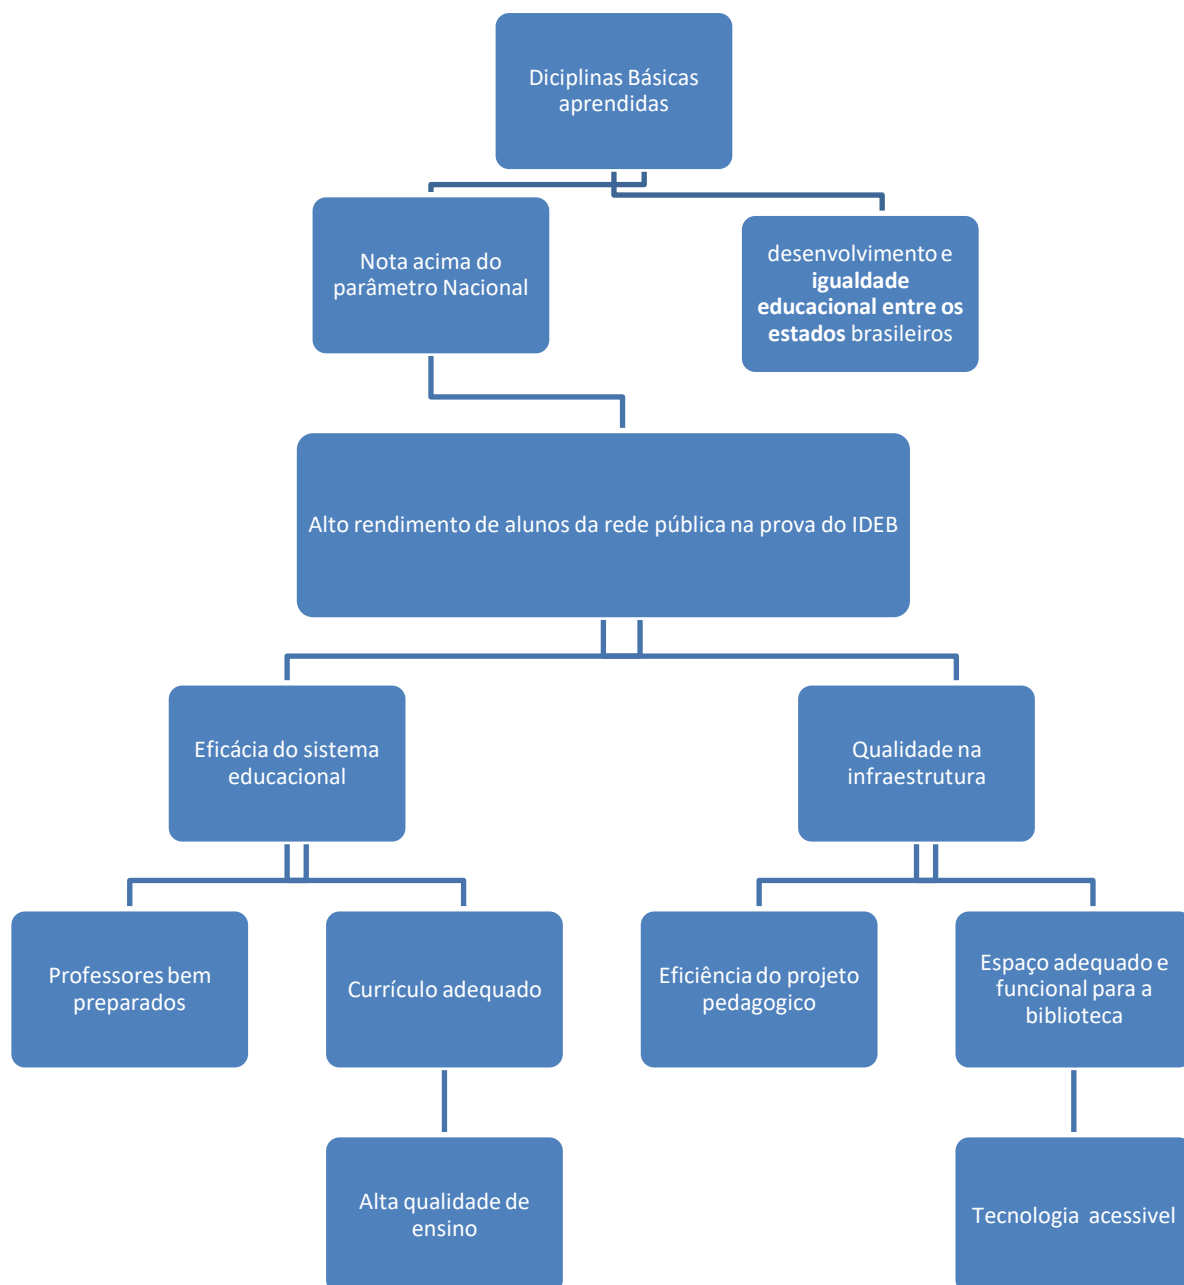 Diciplinas Básicas
aprendidas
Nota acima do
parâmetro Nacional
desenvolvimento e
igualdade
educacional entre os
estados brasileiros
Alto rendimento de alunos da rede pública na prova do IDEB
Eficácia do sistema
educacional
Qualidade na
infraestrutura
Professores bem
preparados
Currículo adequado
Eficiência do projeto
pedagogico
Espaço adequado e
funcional para a
biblioteca
Alta qualidade de
ensino
Tecnologia acessivel